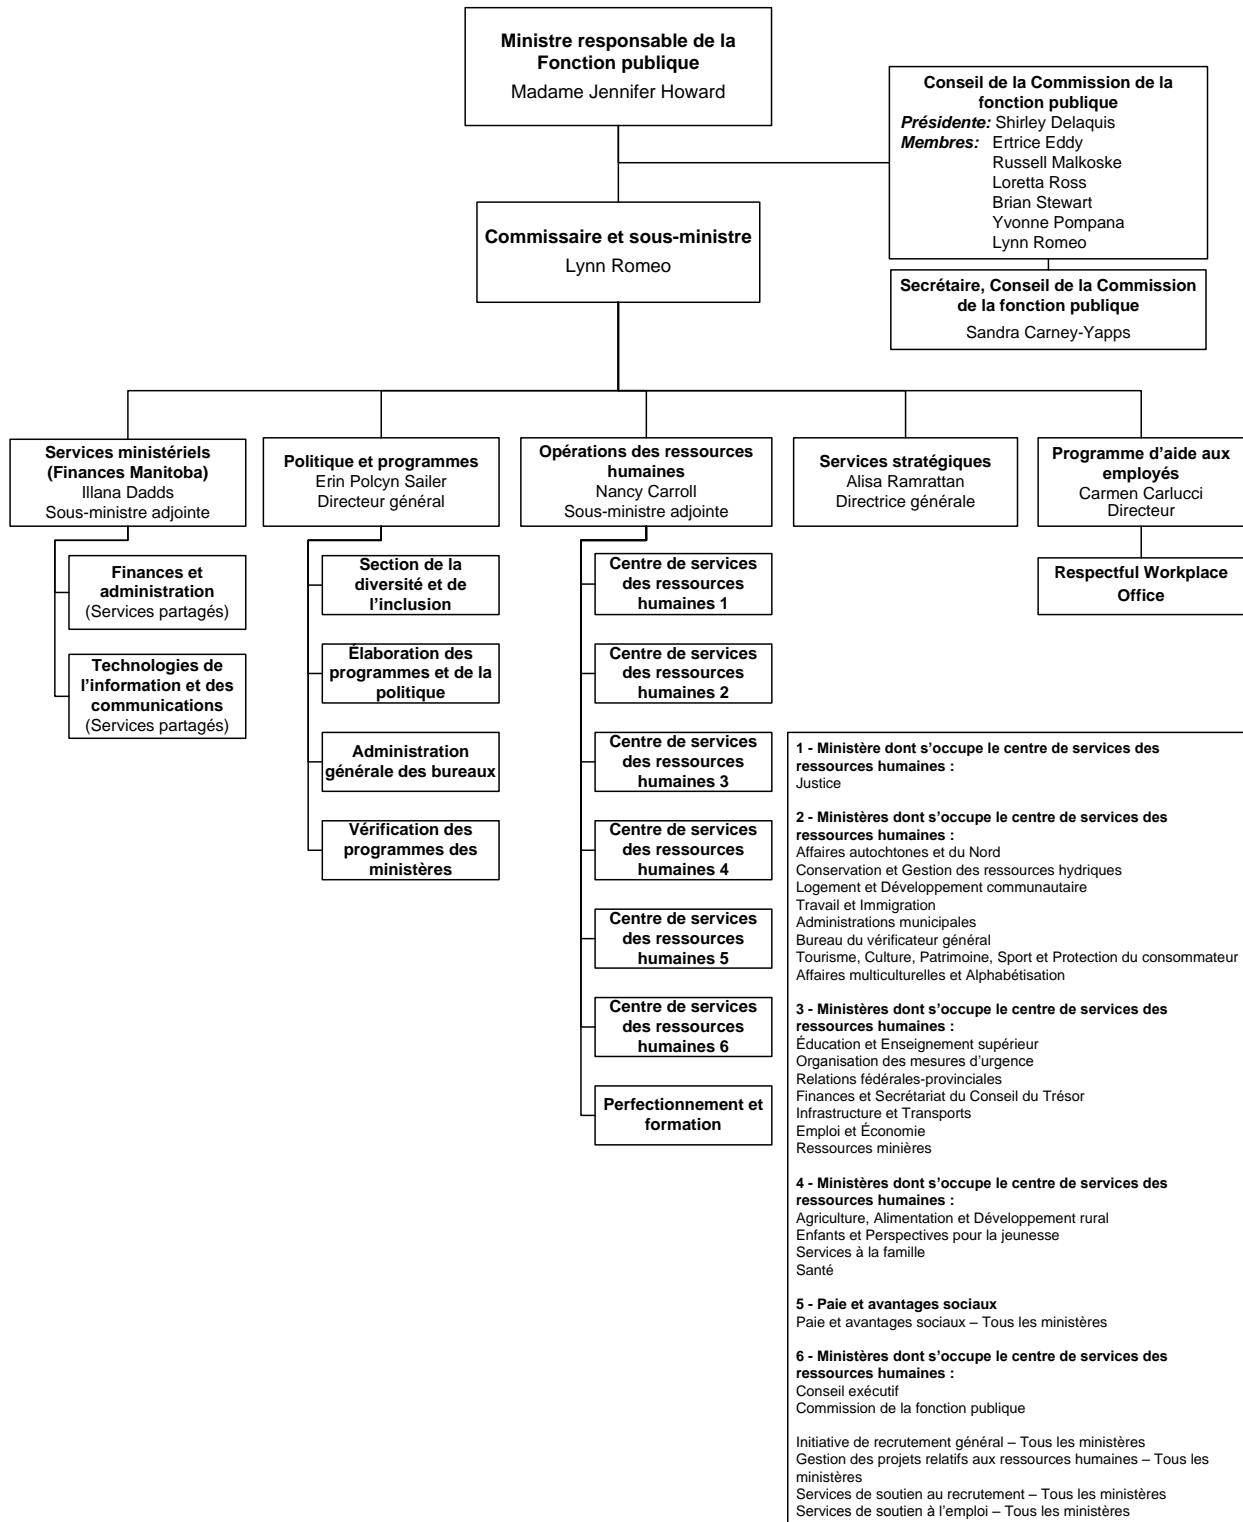 Ministre responsable de la
Fonction publique
Madame Jennifer Howard
Conseil de la Commission de la
fonction publique
Présidente: Shirley Delaquis
Membres: Ertrice Eddy
Russell Malkoske
Loretta Ross
Brian Stewart
Yvonne Pompana
Lynn Romeo
Commissaire et sous-ministre
Lynn Romeo
Secrétaire, Conseil de la Commission
de la fonction publique
Sandra Carney-Yapps
Services ministériels
(Finances Manitoba)
Illana Dadds
Sous-ministre adjointe
Politique et programmes
Erin Polcyn Sailer
Directeur général
Opérations des ressources
humaines
Nancy Carroll
Sous-ministre adjointe
Services stratégiques
Alisa Ramrattan
Directrice générale
Programme d’aide aux
employés
Carmen Carlucci
Directeur
Finances et
administration
(Services partagés)
Technologies de
l’information et des
communications
(Services partagés)
Section de la
diversité et de
l’inclusion
Élaboration des
programmes et de la
politique
Administration
générale des bureaux
Vérification des
programmes des
ministères
Centre de services
des ressources
humaines 1
Centre de services
des ressources
humaines 2
Centre de services
des ressources
humaines 3
Centre de services
des ressources
humaines 4
Centre de services
des ressources
humaines 5
Centre de services
des ressources
humaines 6
Perfectionnement et
formation
Respectful Workplace
Office
1 - Ministère dont s’occupe le centre de services des
ressources humaines :
Justice
2 - Ministères dont s’occupe le centre de services des
ressources humaines :
Affaires autochtones et du Nord
Conservation et Gestion des ressources hydriques
Logement et Développement communautaire
Travail et Immigration
Administrations municipales
Bureau du vérificateur général
Tourisme, Culture, Patrimoine, Sport et Protection du consommateur
Affaires multiculturelles et Alphabétisation
3 - Ministères dont s’occupe le centre de services des
ressources humaines :
Éducation et Enseignement supérieur
Organisation des mesures d’urgence
Relations fédérales-provinciales
Finances et Secrétariat du Conseil du Trésor
Infrastructure et Transports
Emploi et Économie
Ressources minières
4 - Ministères dont s’occupe le centre de services des
ressources humaines :
Agriculture, Alimentation et Développement rural
Enfants et Perspectives pour la jeunesse
Services à la famille
Santé
5 - Paie et avantages sociaux
Paie et avantages sociaux – Tous les ministères
6 - Ministères dont s’occupe le centre de services des
ressources humaines :
Conseil exécutif
Commission de la fonction publique
Initiative de recrutement général – Tous les ministères
Gestion des projets relatifs aux ressources humaines – Tous les
ministères
Services de soutien au recrutement – Tous les ministères
Services de soutien à l’emploi – Tous les ministères